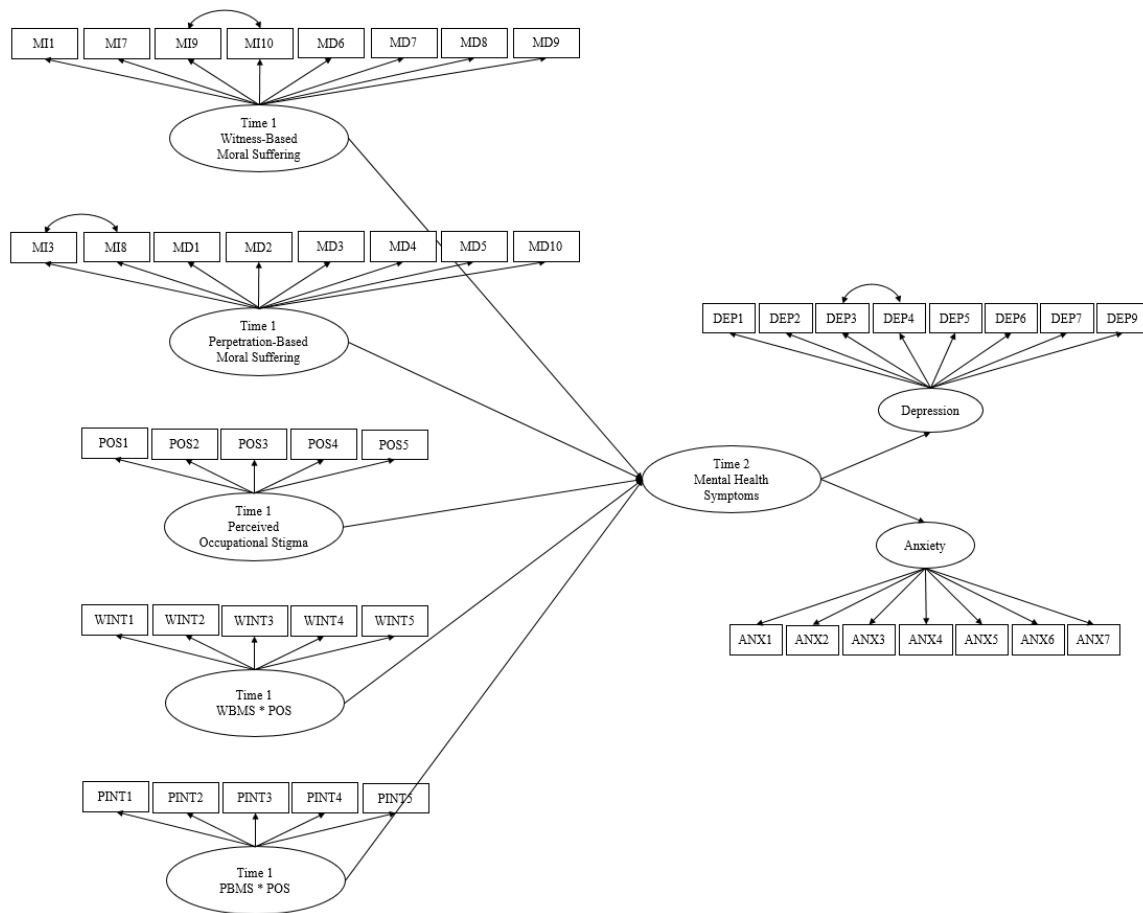 MI1 MI7 MI9 MI10 MD6 MD7 MD8 MD9
Time 1
Witness-Based
Moral Suffering
MI3 MI8 MD1 MD2 MD3 MD4 MD5 MD10
Time 1
Perpetration-Based
Moral Suffering
POS1 POS2 POS3 POS4 POS5
Time 1
Perceived
Occupational Stigma
WINT1 WINT2 WINT3 WINT4 WINT5
Time 1
WBMS * POS
PINT1 PINT2 PINT3 PINT4 PINT5
Time 1
PBMS * POS
Time 2
Mental Health
Symptoms
DEP1 DEP2 DEP3 DEP4 DEP5 DEP6 DEP7 DEP9
Depression
Anxiety
ANX1 ANX2 ANX3 ANX4 ANX5 ANX6 ANX7